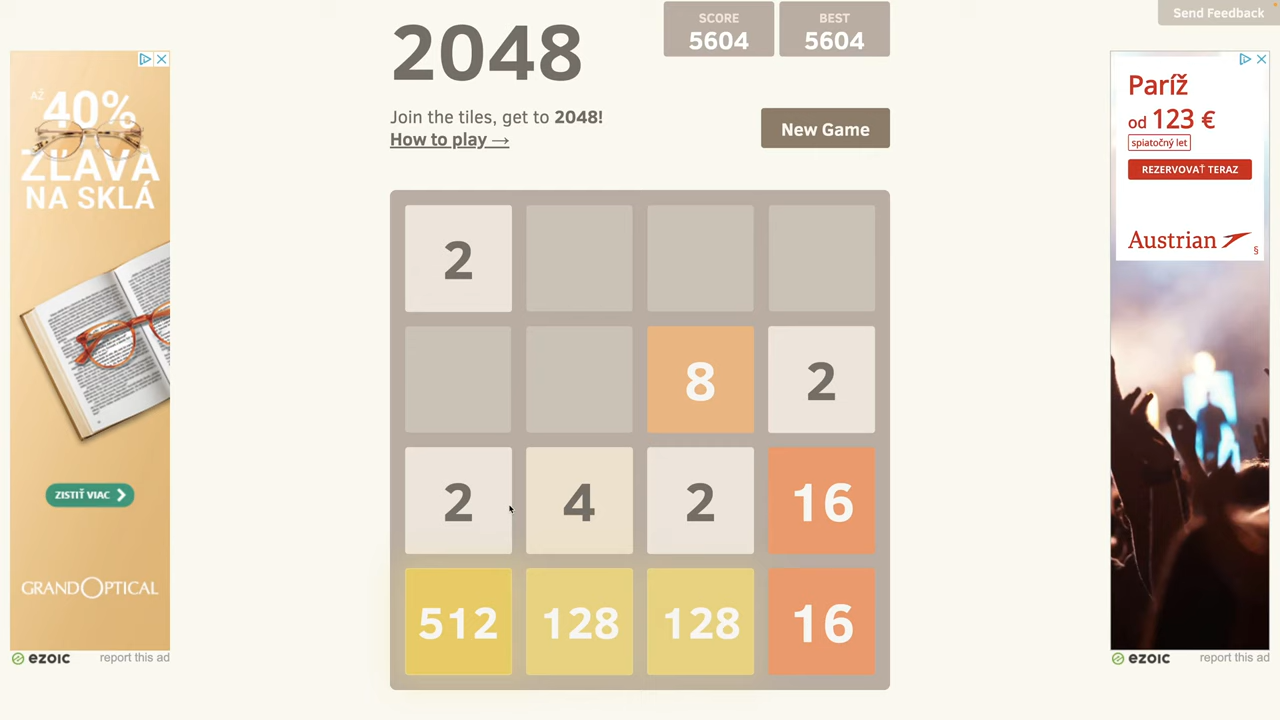 2048
SCORE
5604
BEST
5604
Send Feedback
Join the tiles, get to 2048!
How to play →
New Game
2
8
2
2
4
2
16
512
128
128
16
AŽ
40%
ZĽAVA
NA SKLÁ
ZISTIŤ VIAC
GRANDOPTICAL
ezoic
report this ad
Paríž
od 123 €
spiatočný let
REZERVOVAŤ TERAZ
Austrian
§
ezoic
report this ad